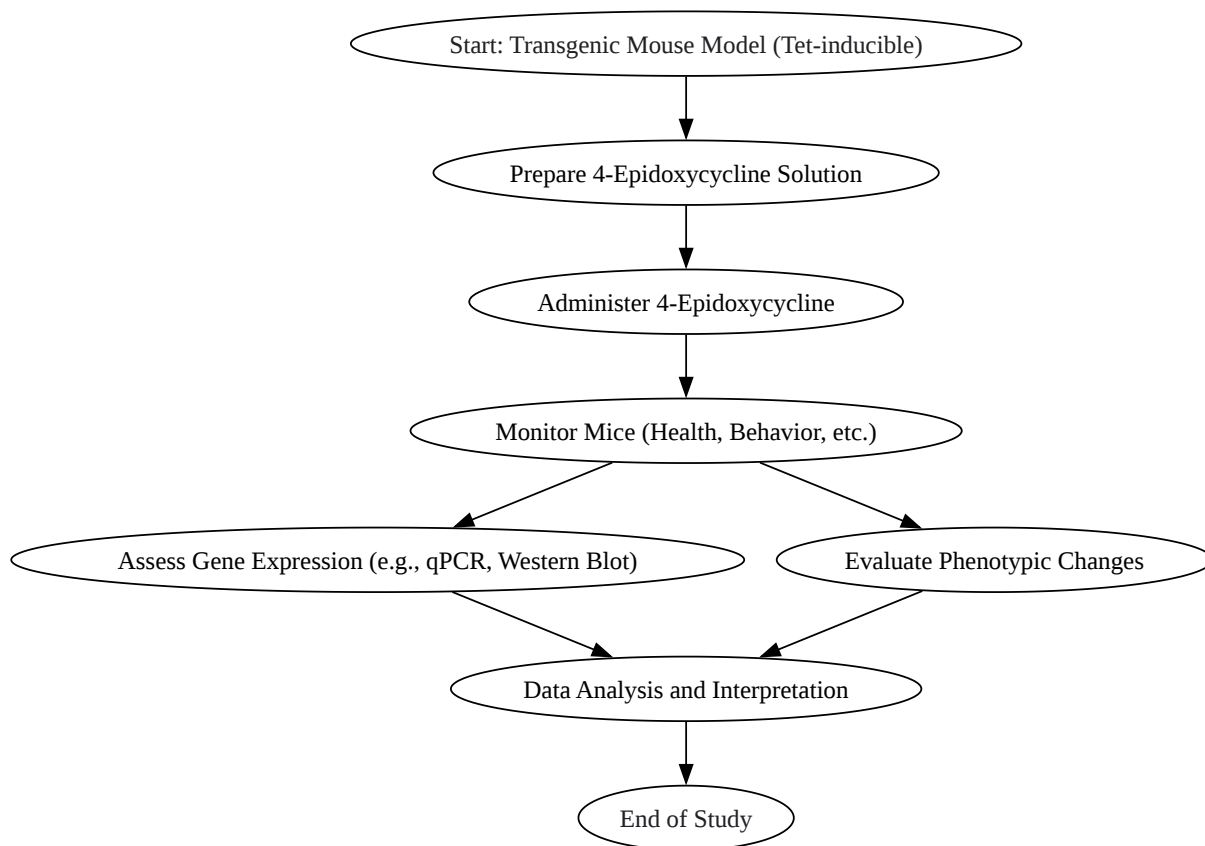 Start: Transgenic Mouse Model (Tet-inducible)
Prepare 4-Epidoxycycline Solution
Administer 4-Epidoxycycline
Monitor Mice (Health, Behavior, etc.)
Assess Gene Expression (e.g., qPCR, Western Blot)
Evaluate Phenotypic Changes
Data Analysis and Interpretation
End of Study